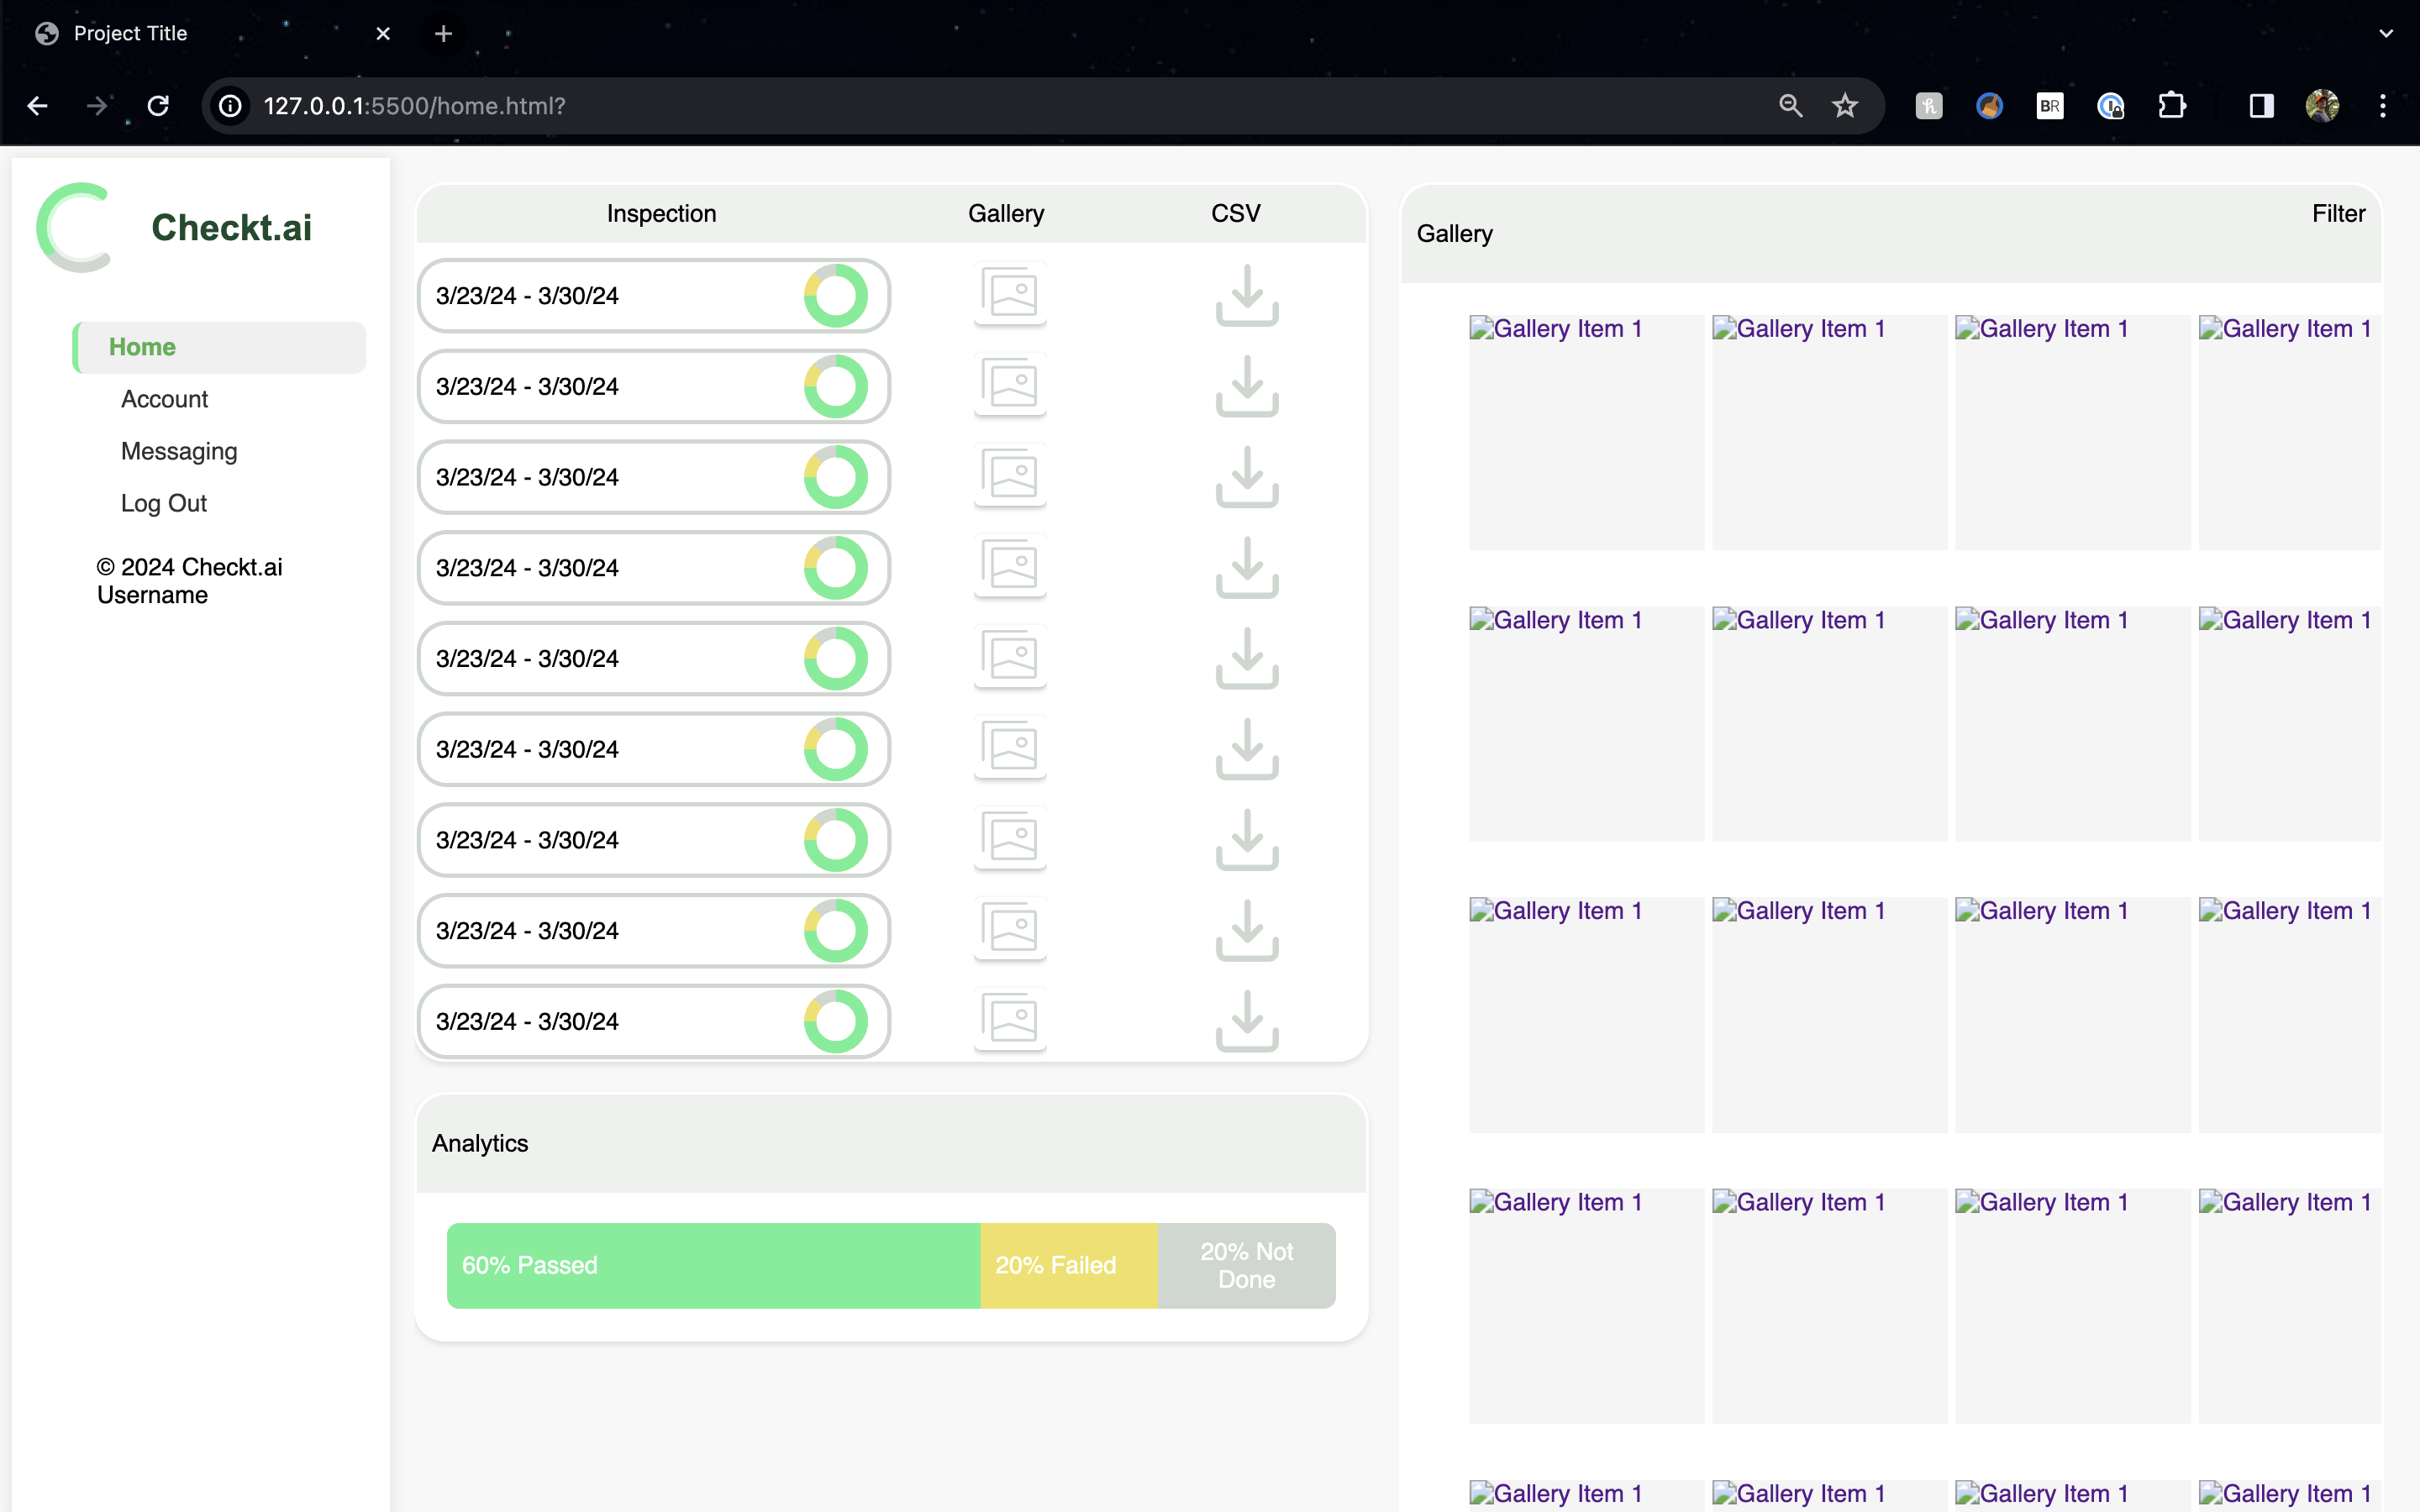 Project Title
127.0.0.1:5500/home.html?
BR
Checkt.ai
Home
Account
Messaging
Log Out
© 2024 Checkt.ai
Username
Inspection Gallery CSV
3/23/24 - 3/30/24
3/23/24 - 3/30/24
3/23/24 - 3/30/24
3/23/24 - 3/30/24
3/23/24 - 3/30/24
3/23/24 - 3/30/24
3/23/24 - 3/30/24
3/23/24 - 3/30/24
3/23/24 - 3/30/24
Analytics
60% Passed
20% Failed
20% Not
Done
Gallery
Filter
Gallery Item 1 Gallery Item 1 Gallery Item 1 Gallery Item 1
Gallery Item 1 Gallery Item 1 Gallery Item 1 Gallery Item 1
Gallery Item 1 Gallery Item 1 Gallery Item 1 Gallery Item 1
Gallery Item 1 Gallery Item 1 Gallery Item 1 Gallery Item 1
Gallery Item 1 Gallery Item 1 Gallery Item 1 Gallery Item 1